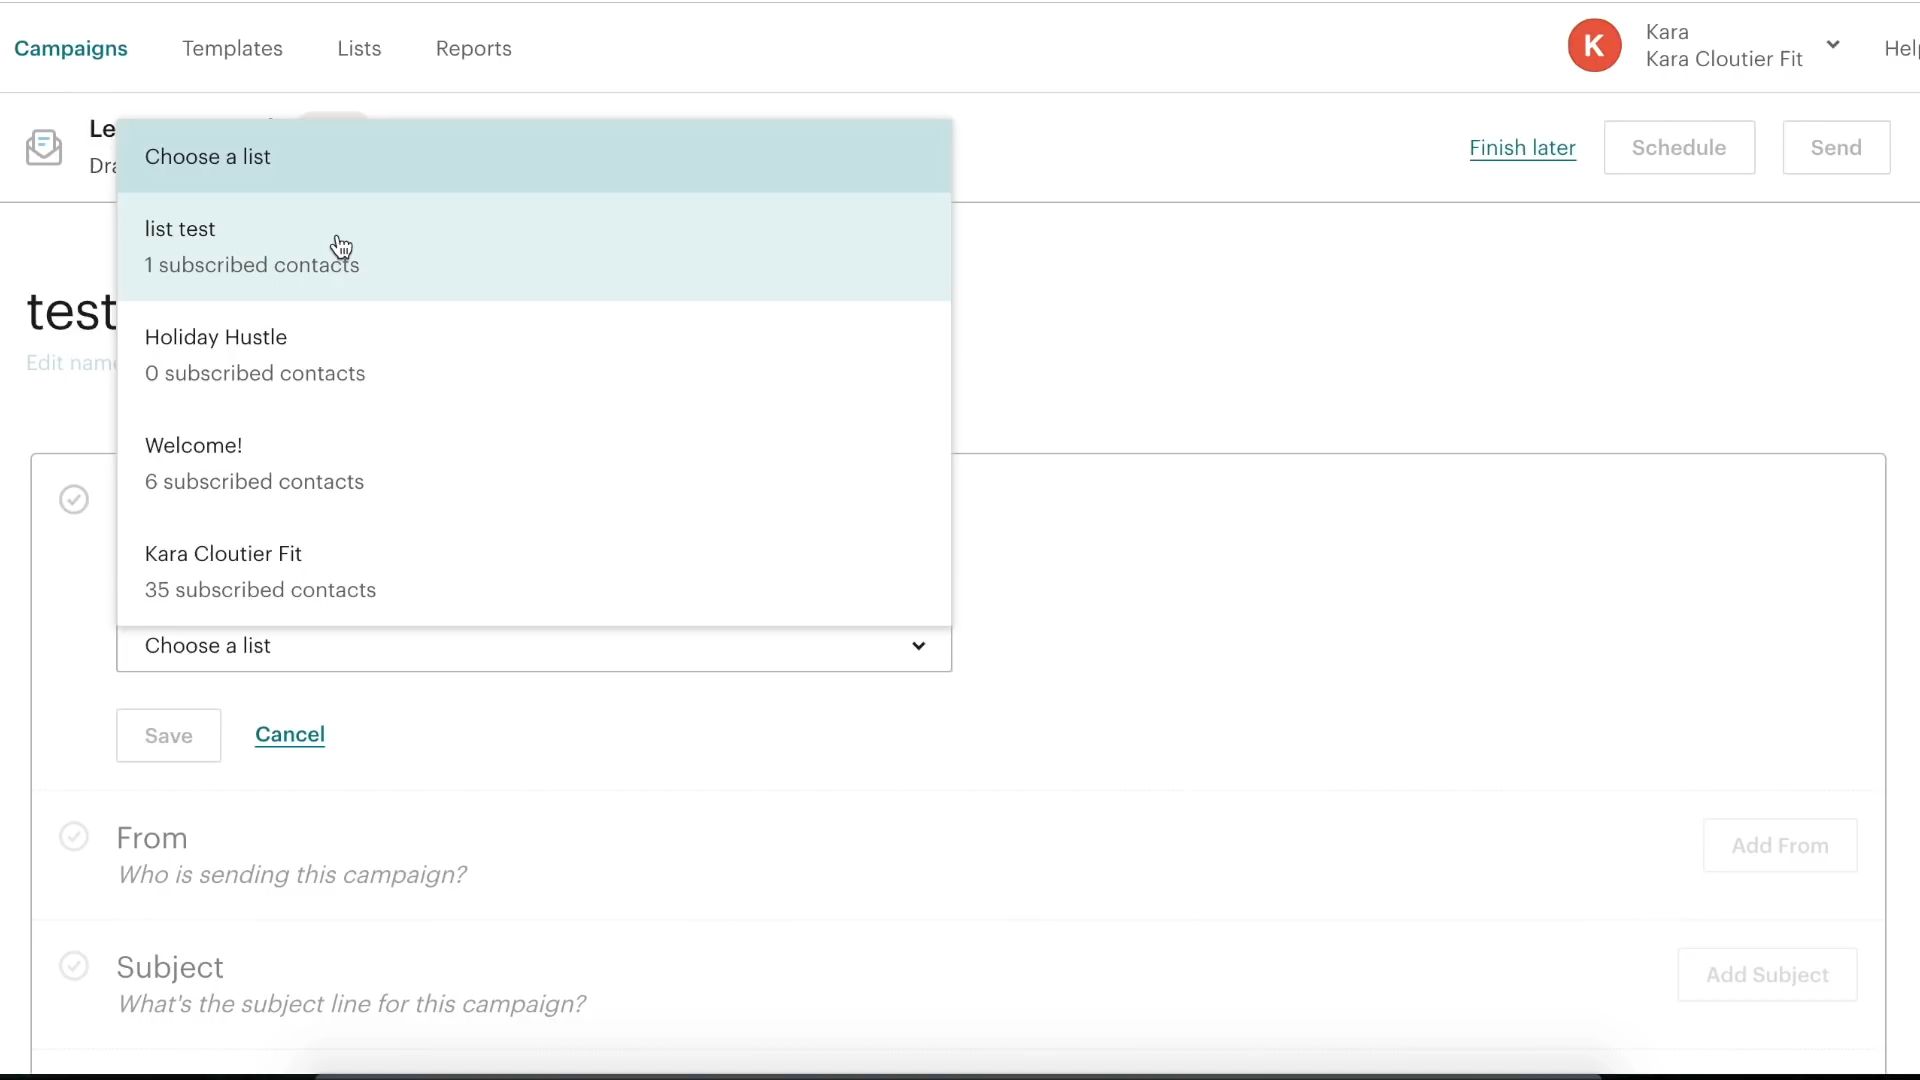 Campaigns Templates Lists Reports
K
Kara
Kara Cloutier Fit
Choose a list
Finish later Schedule Send
list test
1 subscribed contacts
test
Holiday Hustle
0 subscribed contacts
Edit
Welcome!
6 subscribed contacts
Kara Cloutier Fit
35 subscribed contacts
Choose a list
Save Cancel
From
Who is sending this campaign?
Add From
Subject
What's the subject line for this campaign?
Add Subject